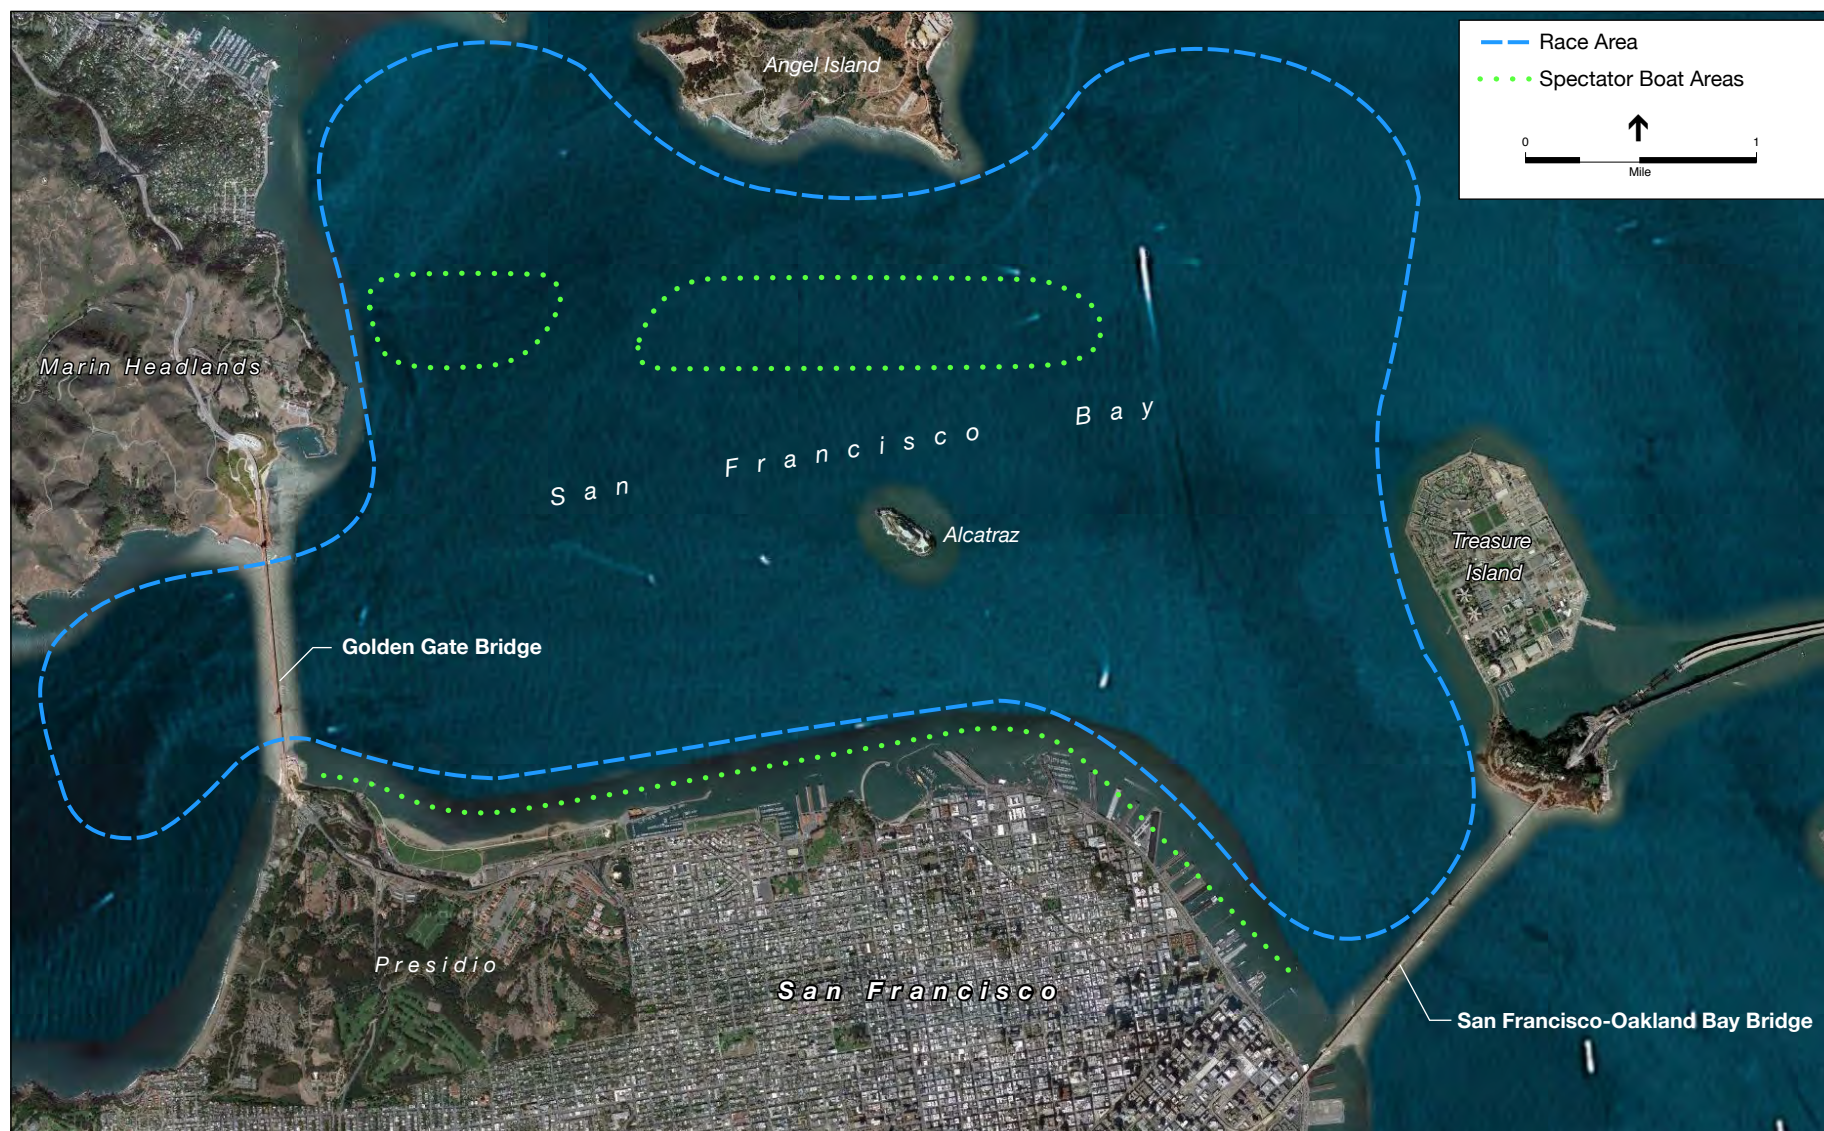 Race Area
Spectator Boat Areas
0 1
Mile
Angel Island
Marin Headlands
San Francisco Bay
Alcatraz
Treasure
Island
Golden Gate Bridge
Presidio
San Francisco
San Francisco-Oakland Bay Bridge